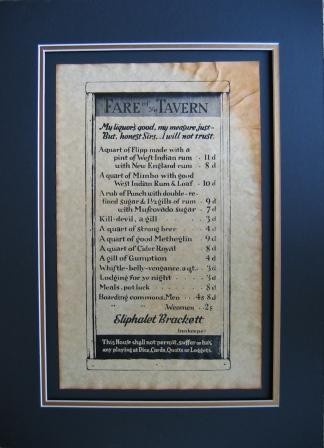 FARE at ye TAVERN
My liquor's good, my measure just-
But, honest Sirs, I will not trust.
A quart of Flipp made with a
pint of West Indian rum - 11 d
with New England rum - 8 d
A quart of Mimbo with good
West Indian Rum & Loaf - 10 d
A rub of Punch with double-re-
fined sugar & 1½ gills of rum - 9 d
with Muscovado sugar - 7 d
Kill-devil, a gill - 3 d
A quart of strong beer - 4 d
A quart of good Metheglin - 9 d
A quart of Cider Royal - 8 d
A gill of Gumption - 4 d
Whistle-belly-vengeance, a qt. - 3 d
Lodging for ye night - 3 d
Meals, pot luck - 8 d
Boarding commons, Men - 4s 8 d
" " Weomen - 2s
Eliphalet Brackett
Innkeeper
This House shall not permit, suffer or have
any playing at Dice, Cards, Quoits or Loggets.